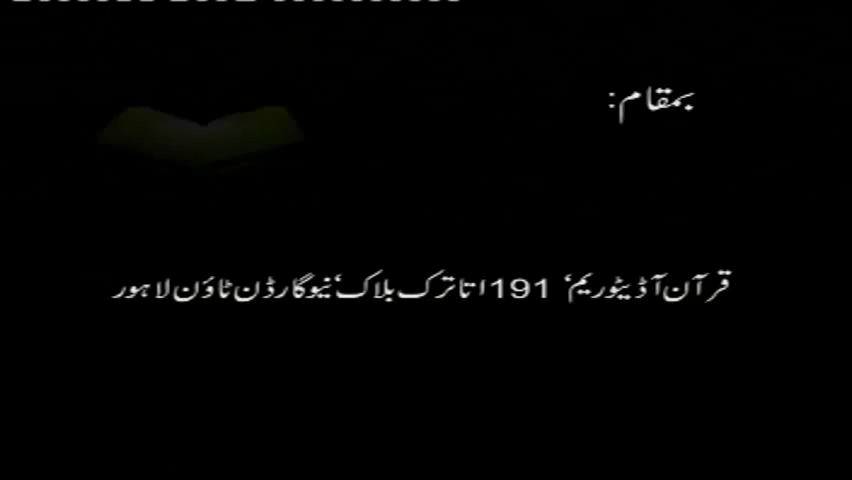 بمقام:
قرآن آڈیٹوریم‘ 191 اتاترک بلاک‘ نیو گارڈن ٹاؤن لاہور